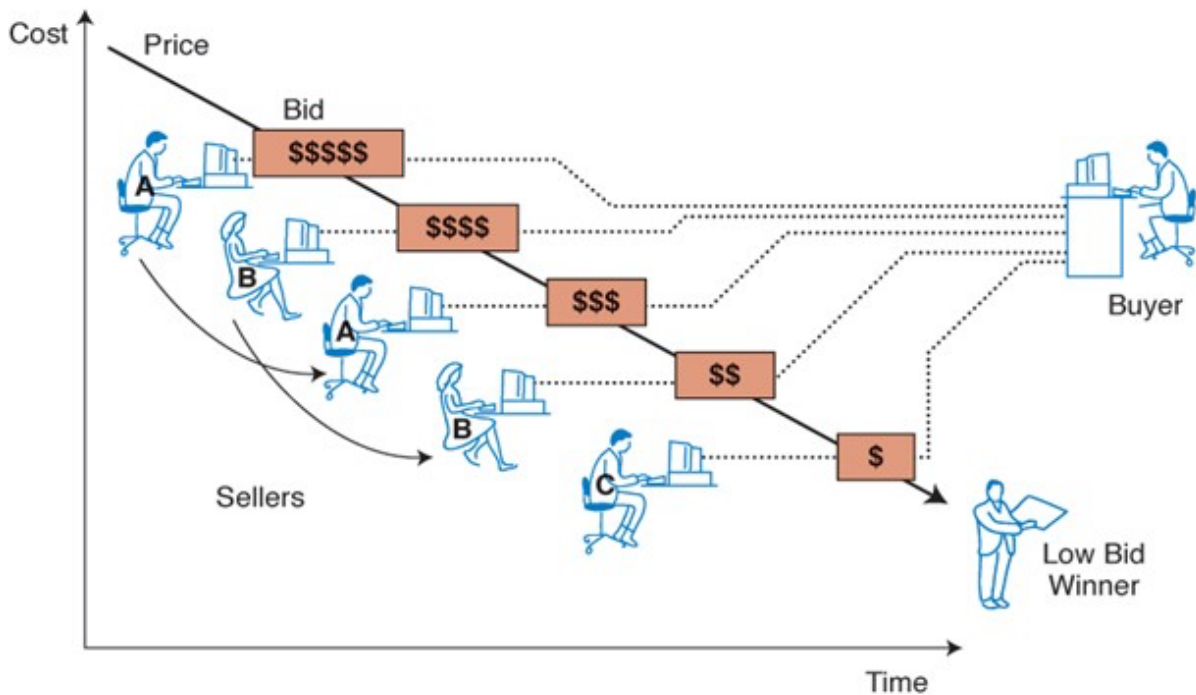 Cost
Price
Bid
$$$$$
A
$$$$
B
$$$
A
Buyer
$$
B
$
C
Sellers
Low Bid
Winner
Time